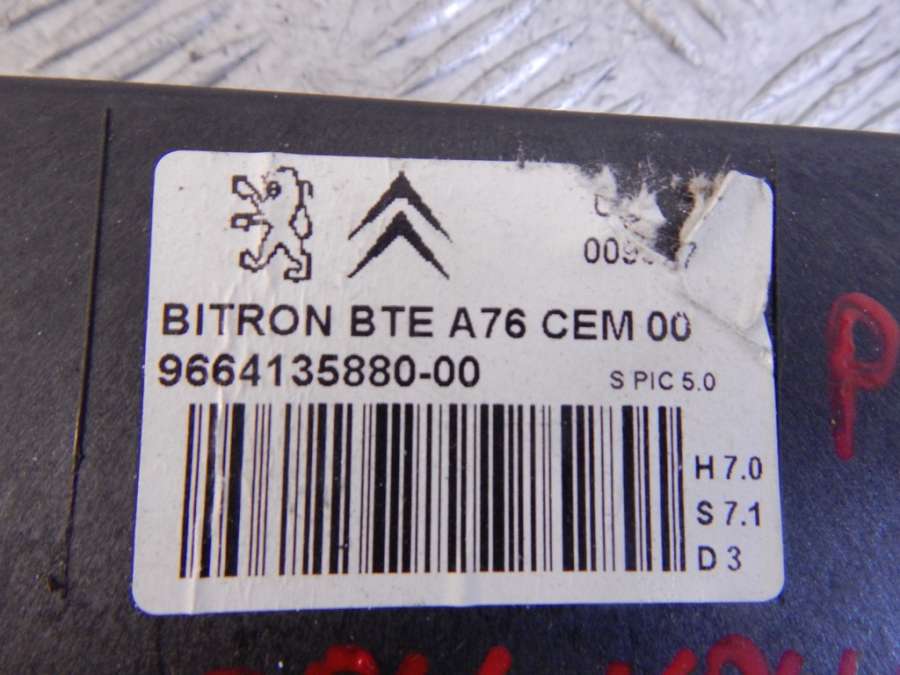 BITRON BTE A76 CEM 00
9664135880-00
S PIC 5.0
H 7.0
S 7.1
D 3
P